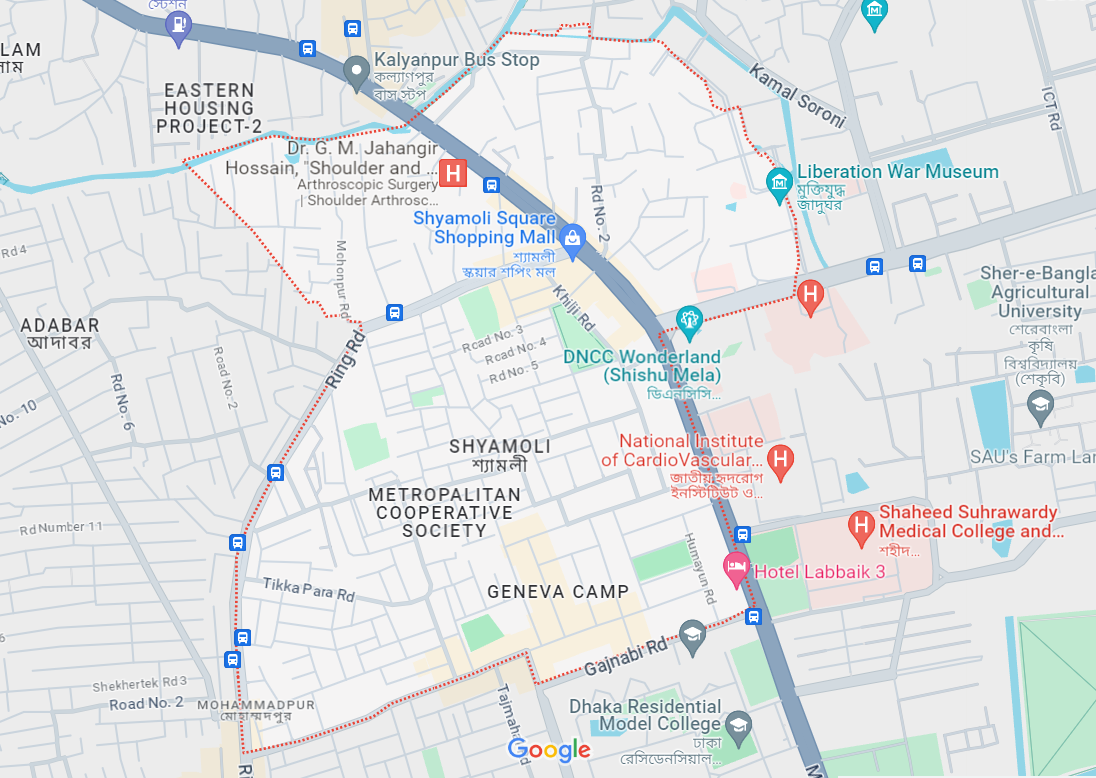 স্টেশন
LAM
লাম
Kalyanpur Bus Stop
কল্যাণপুর
বাস স্টপ
EASTERN
HOUSING
PROJECT-2
Kamal Soroni
ICT Rd
Dr. G. M. Jahangir
Hossain, "Shoulder and ...
Arthroscopic Surgery
| Shoulder Arthrosc...
H
Liberation War Museum
মুক্তিযুদ্ধ
জাদুঘর
Rd No. 2
Shyamoli Square
Shopping Mall
শ্যামলী
স্কয়ার শপিং মল
Mohonpur Rd
Rd 4
H
Sher-e-Bangla
Agricultural
University
শেরেবাংলা
কৃষি
বিশ্ববিদ্যালয়
(শেকৃবি)
Khilji Rd
ADABAR
আদাবর
Ring Rd
Road No. 3
Road No. 4
Rd No. 5
DNCC Wonderland
(Shishu Mela)
ডিএনসিসি...
Road No. 2
Rd No. 6
No. 10
SHYAMOLI
শ্যামলী
National Institute
of CardioVascular...
জাতীয় হৃদরোগ
ইনস্টিটিউট ও...
H
SAU's Farm Lan
METROPALITAN
COOPERATIVE
SOCIETY
Rd Number 11
H
Shaheed Suhrawardy
Medical College and...
শহীদ...
Humayun Rd
Hotel Labbaik 3
Tikka Para Rd
GENEVA CAMP
Gajnabi Rd
Shekhertek Rd 3
Road No. 2
MOHAMMADPUR
মোহাম্মদপুর
Tajmahal Rd
Dhaka Residential
Model College
ঢাকা
রেসিডেনসিয়াল...
Google
Ri
M